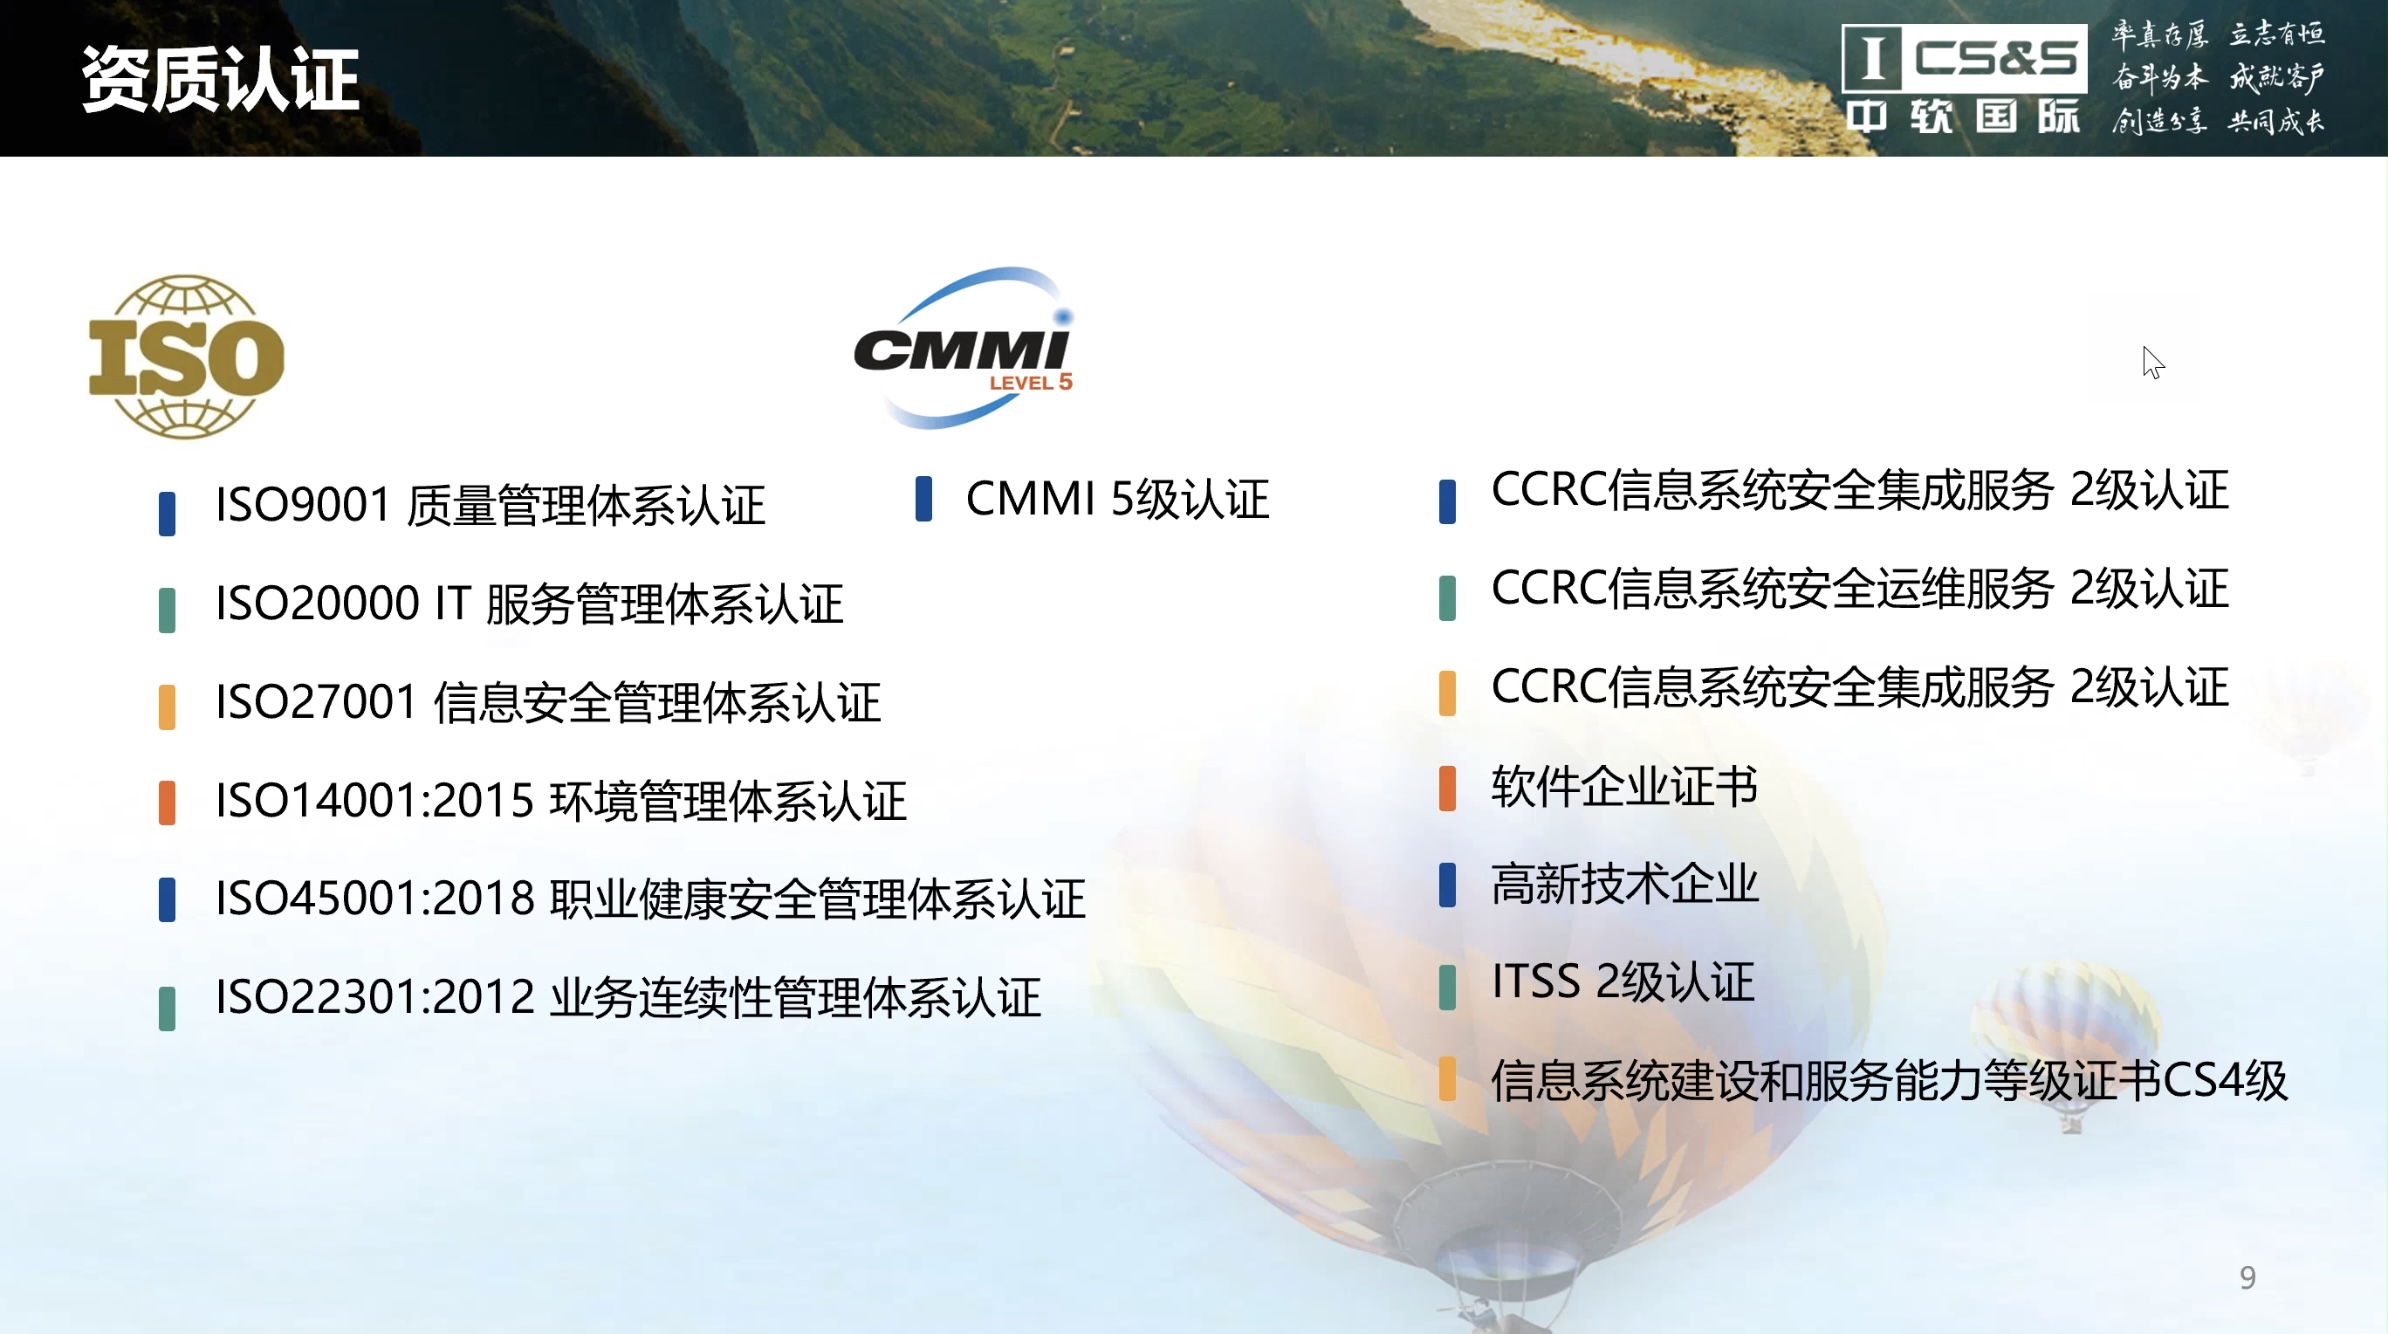 资质认证
I CS&S
中软国际
率真存厚 立志有恒
奋斗为本 成就客户
创造分享 共同成长
ISO
CMMI
LEVEL 5
ISO9001 质量管理体系认证
ISO20000 IT 服务管理体系认证
ISO27001 信息安全管理体系认证
ISO14001:2015 环境管理体系认证
ISO45001:2018 职业健康安全管理体系认证
ISO22301:2012 业务连续性管理体系认证
CMMI 5级认证
CCRC信息系统安全集成服务 2级认证
CCRC信息系统安全运维服务 2级认证
CCRC信息系统安全集成服务 2级认证
软件企业证书
高新技术企业
ITSS 2级认证
信息系统建设和服务能力等级证书CS4级
9